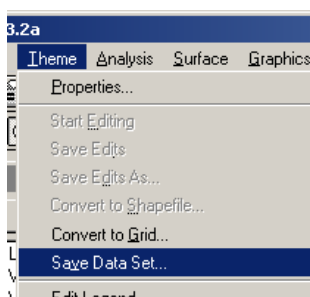 3.2a
Theme Analysis Surface Graphics
Properties...
Start Editing
Save Edits
Save Edits As...
Convert to Shapefile...
Convert to Grid...
Save Data Set...
Edit Legend